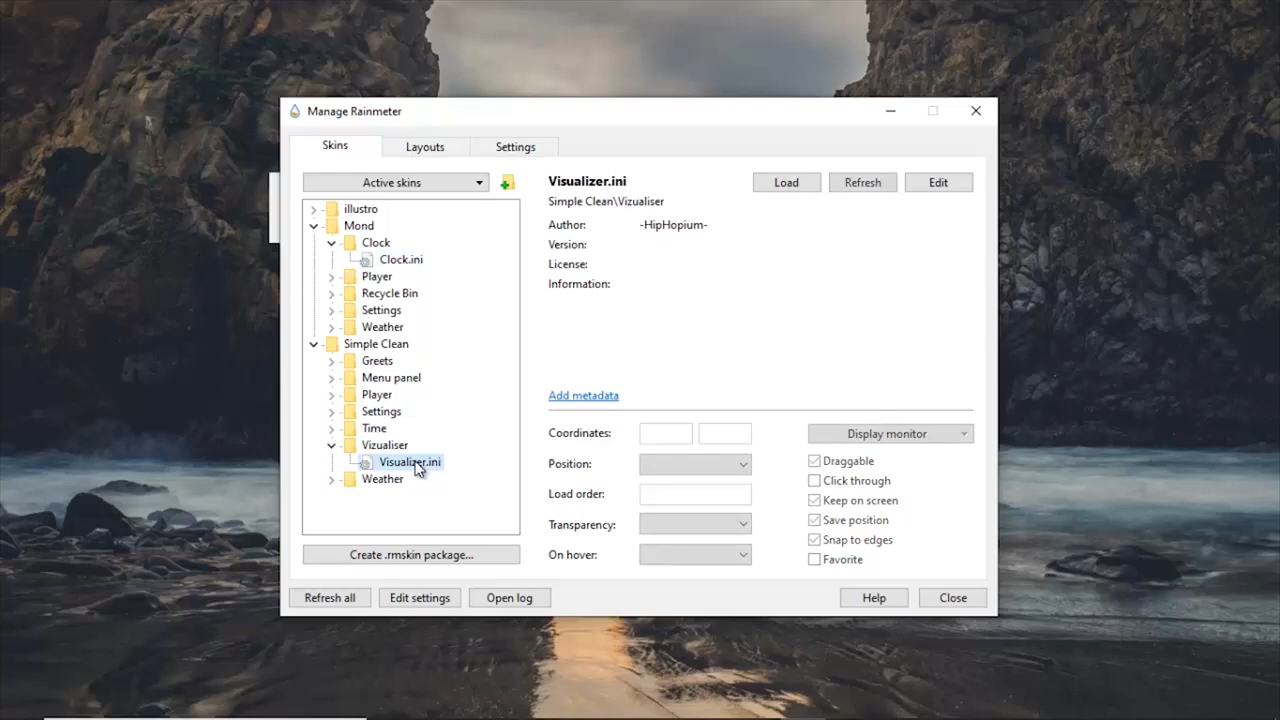 Manage Rainmeter
Skins
Layouts
Settings
Active skins
illustro
Mond
Clock
Clock.ini
Player
Recycle Bin
Settings
Weather
Simple Clean
Greets
Menu panel
Player
Settings
Time
Vizualiser
Visualizer.ini
Weather
Create .rmskin package...
Visualizer.ini
Load
Refresh
Edit
Simple Clean\Vizualiser
Author: -HipHopium-
Version:
License:
Information:
Add metadata
Coordinates:
Position:
Load order:
Transparency:
On hover:
Display monitor
Draggable
Click through
Keep on screen
Save position
Snap to edges
Favorite
Refresh all
Edit settings
Open log
Help
Close